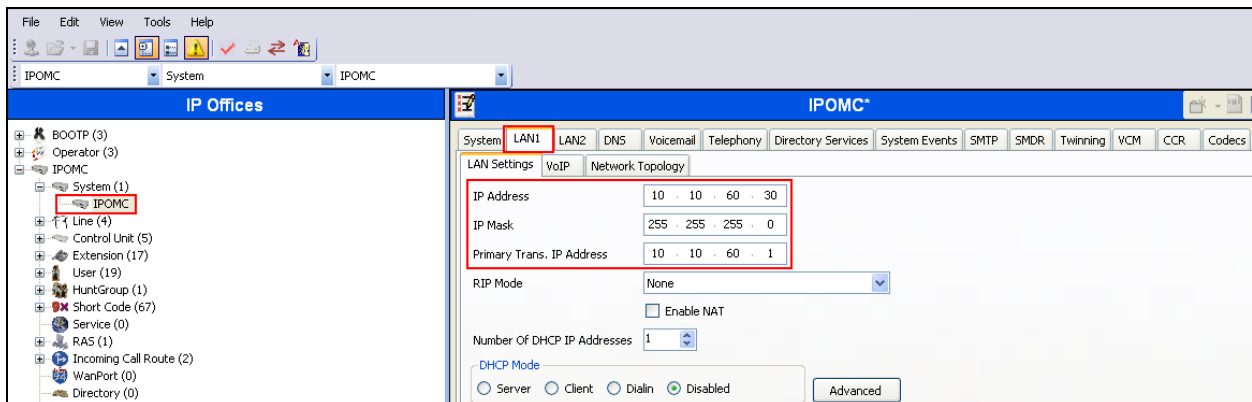 File Edit View Tools Help
IPOMC System IPOMC
IP Offices
BOOTP (3)
Operator (3)
IPOMC
System (1)
IPOMC
Line (4)
Control Unit (5)
Extension (17)
User (19)
HuntGroup (1)
Short Code (67)
Service (0)
RAS (1)
Incoming Call Route (2)
WanPort (0)
Directory (0)
IPOMC*
System LAN1 LAN2 DNS Voicemail Telephony Directory Services System Events SMTP SMDR Twinning VCM CCR Codecs
LAN Settings VoIP Network Topology
IP Address 10 . 10 . 60 . 30
IP Mask 255 . 255 . 255 . 0
Primary Trans. IP Address 10 . 10 . 60 . 1
RIP Mode None
Enable NAT
Number Of DHCP IP Addresses 1
DHCP Mode
Server Client Dialin Disabled Advanced